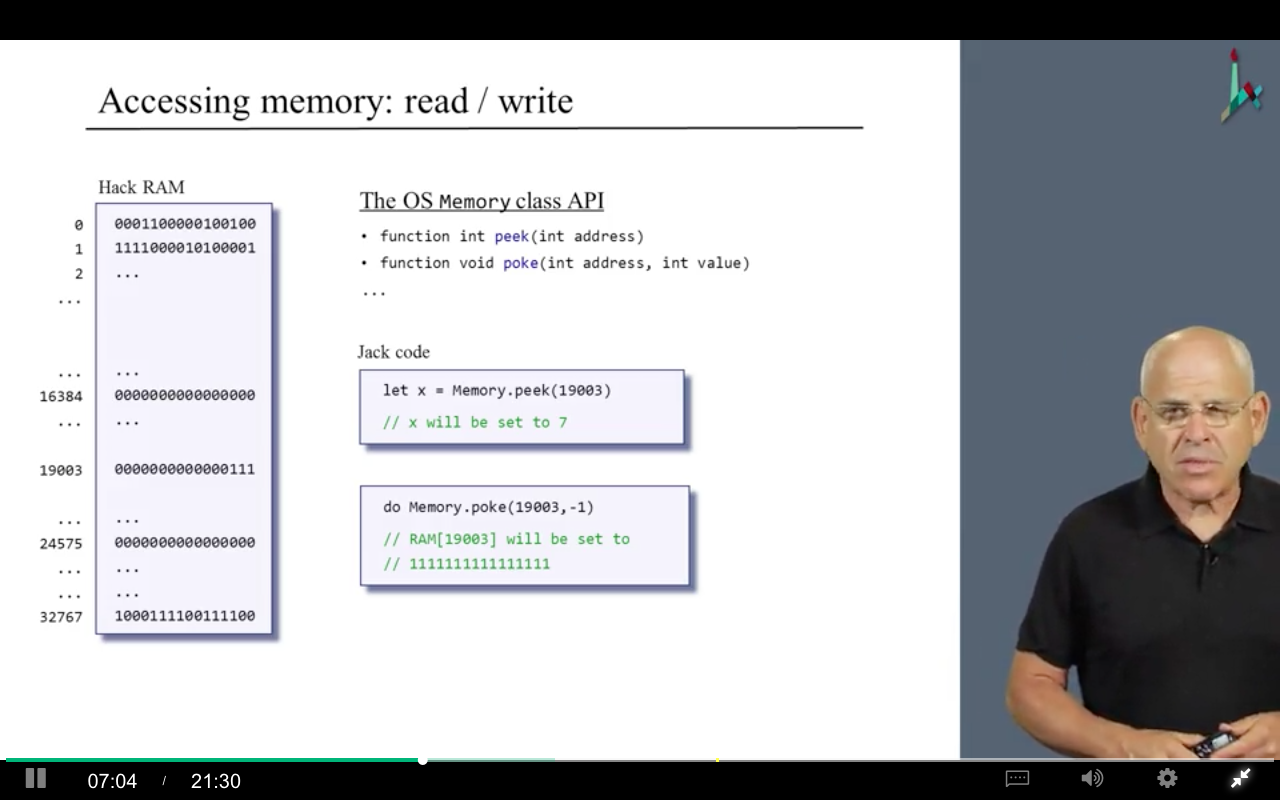 Accessing memory: read / write
Hack RAM
0 0001100000100100
1 1111000010100001
2 ...
...
... ...
16384 0000000000000000
... ...
19003 0000000000000111
... ...
24575 0000000000000000
... ...
... ...
32767 1000111100111100
The OS Memory class API
• function int peek(int address)
• function void poke(int address, int value)
...
Jack code
let x = Memory.peek(19003)
// x will be set to 7
do Memory.poke(19003,-1)
// RAM[19003] will be set to
// 1111111111111111
07:04 / 21:30